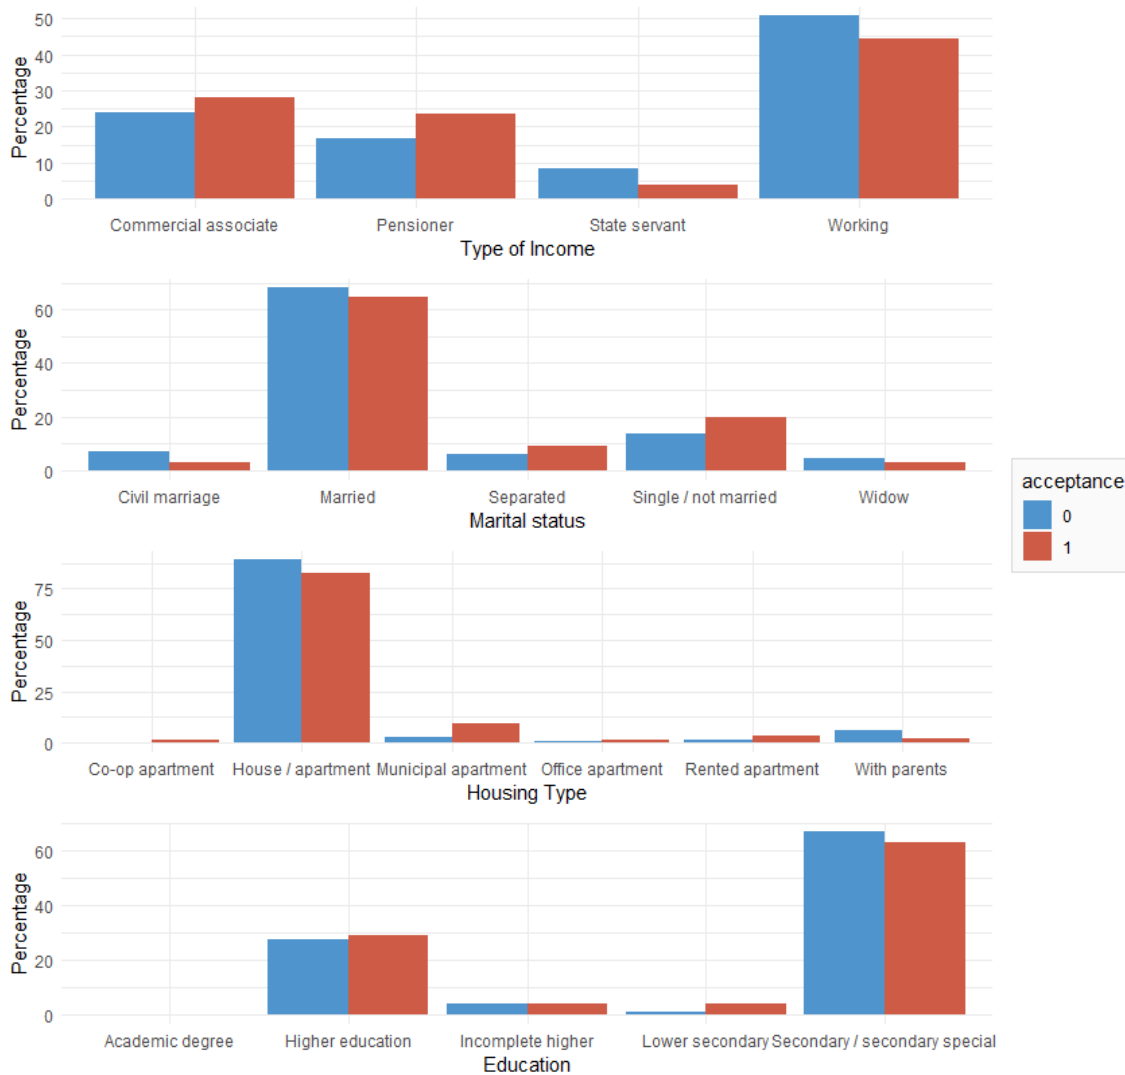 50
40
30
20
10
0
Percentage
Commercial associate Pensioner State servant Working
Type of Income
60
40
20
0
Percentage
Civil marriage Married Separated Single / not married Widow
Marital status
75
50
25
0
Percentage
Co-op apartment House / apartment Municipal apartment Office apartment Rented apartment With parents
Housing Type
60
40
20
0
Percentage
Academic degree Higher education Incomplete higher Lower secondary Secondary / secondary special
Education
acceptance
0
1